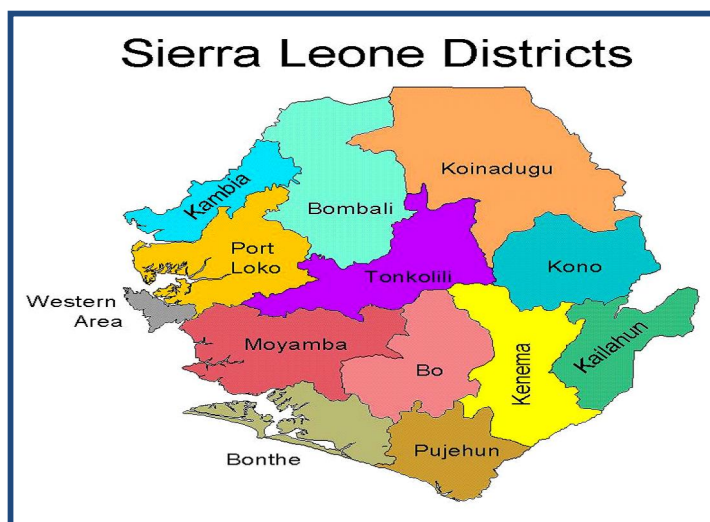 Sierra Leone Districts
Koinadugu
Kambia
Bombali
Port
Loko
Tonkolili
Kono
Western
Area
Moyamba
Bo
Kenema
Kailahun
Bonthe
Pujehun